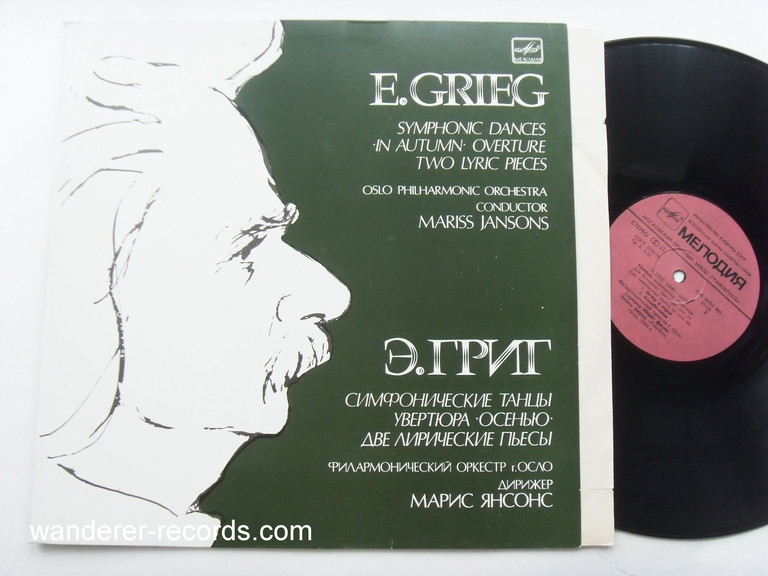 МЕЛОДИЯ
E.GRIEG
SYMPHONIC DANCES
·IN AUTUMN· OVERTURE
TWO LYRIC PIECES
OSLO PHILHARMONIC ORCHESTRA
CONDUCTOR
MARISS JANSONS
Э.ГРИГ
СИМФОНИЧЕСКИЕ ТАНЦЫ
УВЕРТЮРА ·ОСЕНЬЮ·
ДВЕ ЛИРИЧЕСКИЕ ПЬЕСЫ
ФИЛАРМОНИЧЕСКИЙ ОРКЕСТР г.ОСЛО
ДИРИЖЕР
МАРИС ЯНСОНС
МЕЛОДИЯ
wanderer-records.com